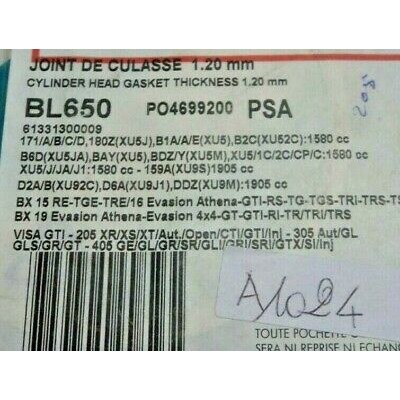 JOINT DE CULASSE 1.20 mm
CYLINDER HEAD GASKET THICKNESS 1,20 mm
BL650 PO4699200 PSA
61331300009
171/A/B/C/D,180Z(XU5J),B1A/A/E(XU5),B2C(XU52C):1580 cc
B6D(XU5JA),BAY(XU5),BDZ/Y(XU5M),XU5/1C/2C/CP/C:1580 cc
XU5/J/JA/J1:1580 cc - 159A(XU9S)1905 cc
D2A/B(XU92C),D6A(XU9J1),DDZ(XU9M):1905 cc
BX 15 RE-TGE-TRE/16 Evasion Athena-GTI-RS-TG-TGS-TRI-TRS-TS
BX 19 Evasion Athena-Evasion 4x4-GT-GTI-RI-TR/TRI/TRS
VISA GTI - 205 XR/XS/XT/Aut./Open/CTI/GTI/Inj - 305 Aut/GL
GLS/GR/GT - 405 GE/GL/GR/SR/GLI/GRI/SRI/GTX/SI/Inj
A1024
TOUTE POCHETTE
SERA NI REPRISE NI ECHAN